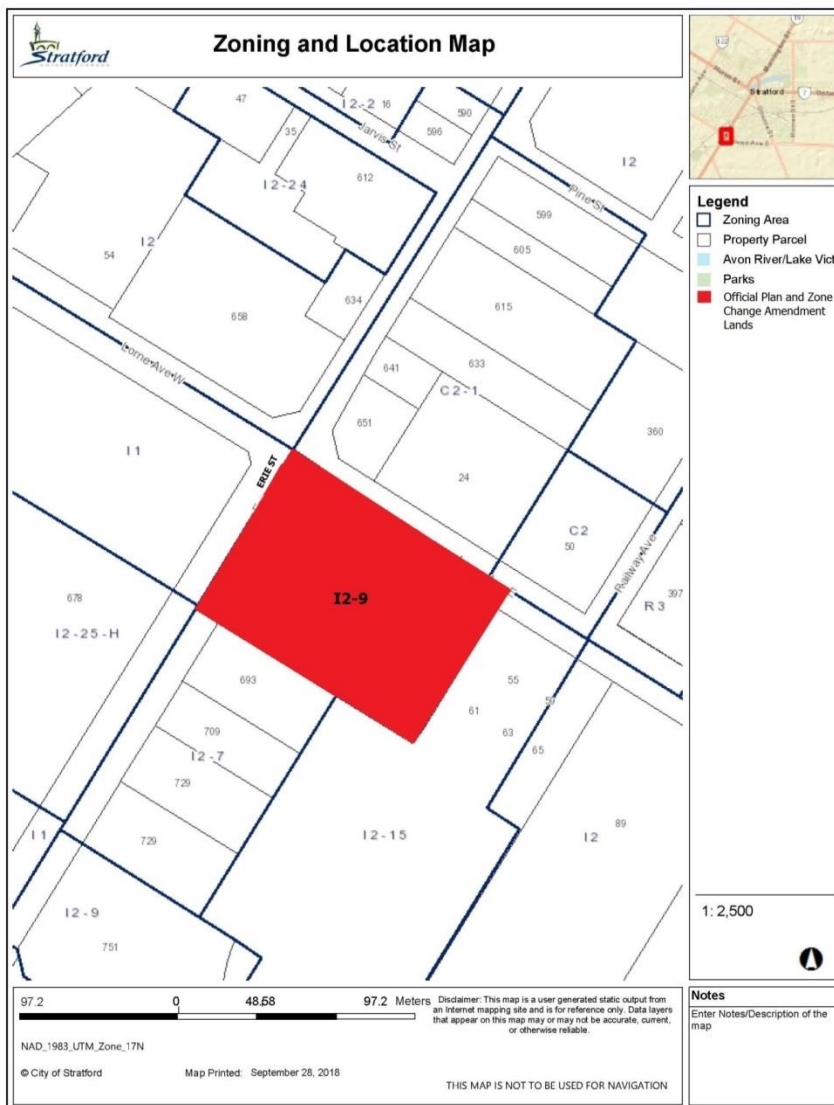 Stratford
Zoning and Location Map
47
I2-2
16
590
35
Jarvis St
596
I2-24
612
I2
Pine St
599
605
I2
54
634
615
658
633
641
Lorne Ave W
C2-1
651
360
I1
ERIE ST
24
C2
50
Railway Ave
I2-9
R3
397
678
I2-25-H
693
55
59
61
63
65
709
I2-7
729
729
I1
I2-15
I2
89
I2-9
751
Stratford
7
Legend
Zoning Area
Property Parcel
Avon River/Lake Vict
Parks
Official Plan and Zone
Change Amendment
Lands
1: 2,500
97.2 0 48.58 97.2 Meters
NAD_1983_UTM_Zone_17N
© City of Stratford
Map Printed: September 28, 2018
Disclaimer: This map is a user generated static output from
an Internet mapping site and is for reference only. Data layers
that appear on this map may or may not be accurate, current,
or otherwise reliable.
THIS MAP IS NOT TO BE USED FOR NAVIGATION
Notes
Enter Notes/Description of the
map